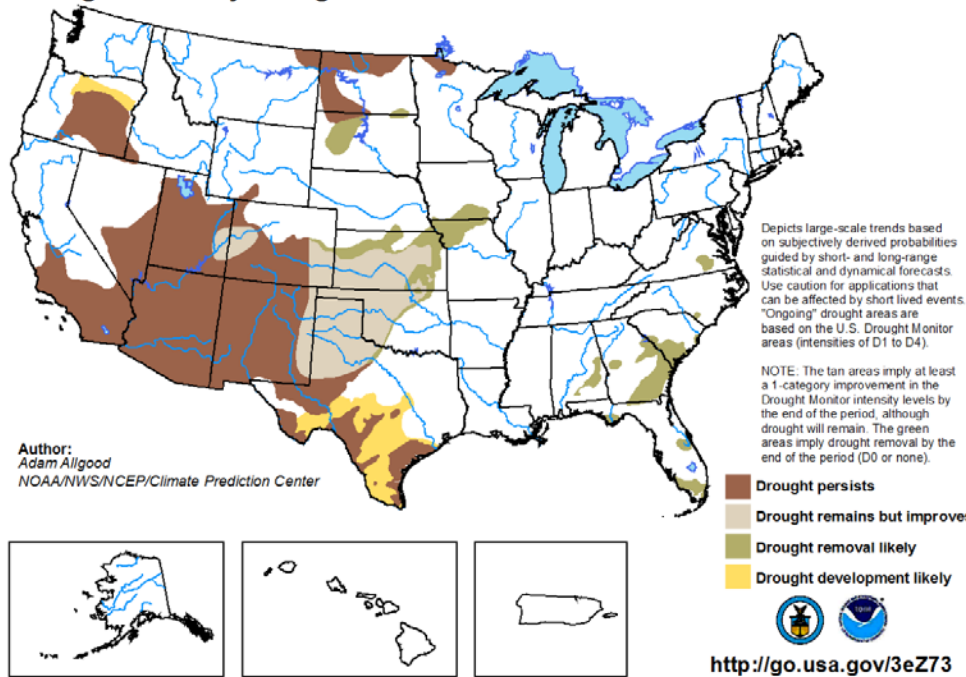 Depicts large-scale trends based
on subjectively derived probabilities
guided by short- and long-range
statistical and dynamical forecasts.
Use caution for applications that
can be affected by short lived events.
"Ongoing" drought areas are
based on the U.S. Drought Monitor
areas (intensities of D1 to D4).
NOTE: The tan areas imply at least
a 1-category improvement in the
Drought Monitor intensity levels by
the end of the period, although
drought will remain. The green
areas imply drought removal by the
end of the period (D0 or none).
Author:
Adam Allgood
NOAA/NWS/NCEP/Climate Prediction Center
Drought persists
Drought remains but improve
Drought removal likely
Drought development likely
http://go.usa.gov/3eZ73